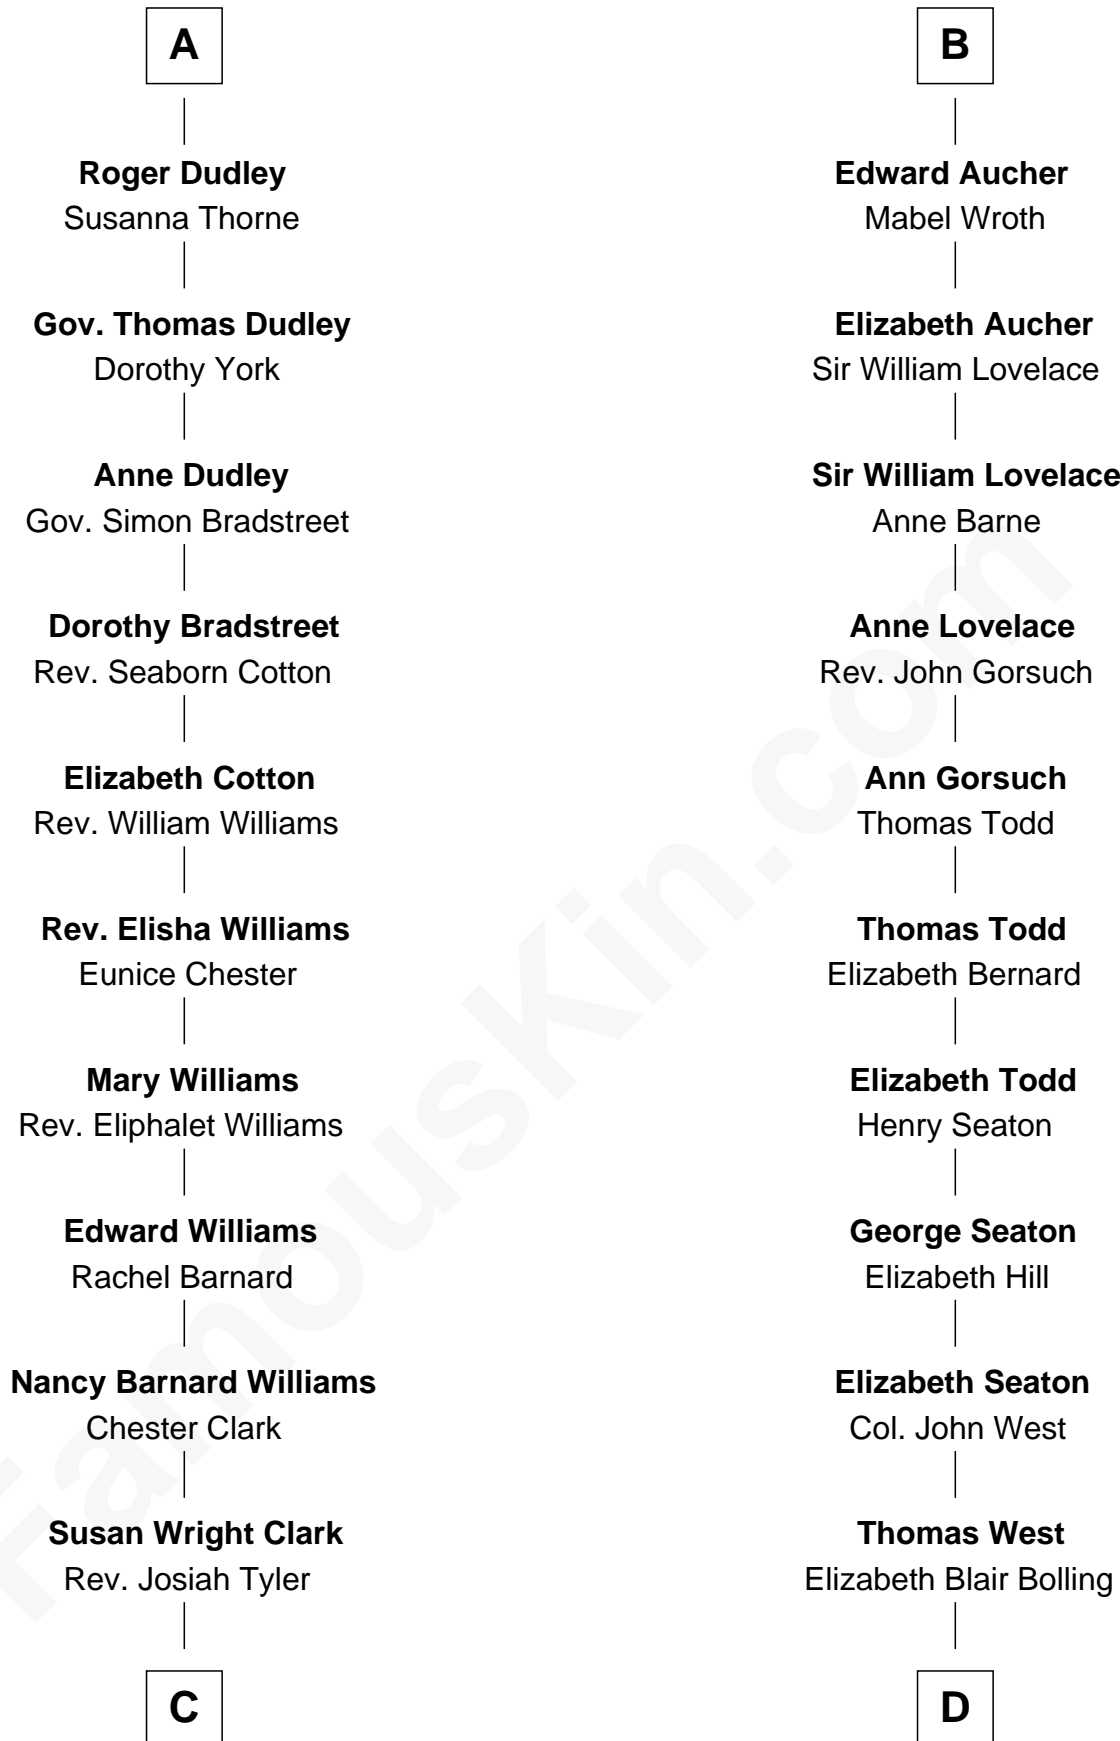 A
Roger Dudley
Susanna Thorne
Gov. Thomas Dudley
Dorothy York
Anne Dudley
Gov. Simon Bradstreet
Dorothy Bradstreet
Rev. Seaborn Cotton
Elizabeth Cotton
Rev. William Williams
Rev. Elisha Williams
Eunice Chester
Mary Williams
Rev. Eliphalet Williams
Edward Williams
Rachel Barnard
Nancy Barnard Williams
Chester Clark
Susan Wright Clark
Rev. Josiah Tyler
C
B
Edward Aucher
Mabel Wroth
Elizabeth Aucher
Sir William Lovelace
Sir William Lovelace
Anne Barne
Anne Lovelace
Rev. John Gorsuch
Ann Gorsuch
Thomas Todd
Thomas Todd
Elizabeth Bernard
Elizabeth Todd
Henry Seaton
George Seaton
Elizabeth Hill
Elizabeth Seaton
Col. John West
Thomas West
Elizabeth Blair Bolling
D
FamousKin.com